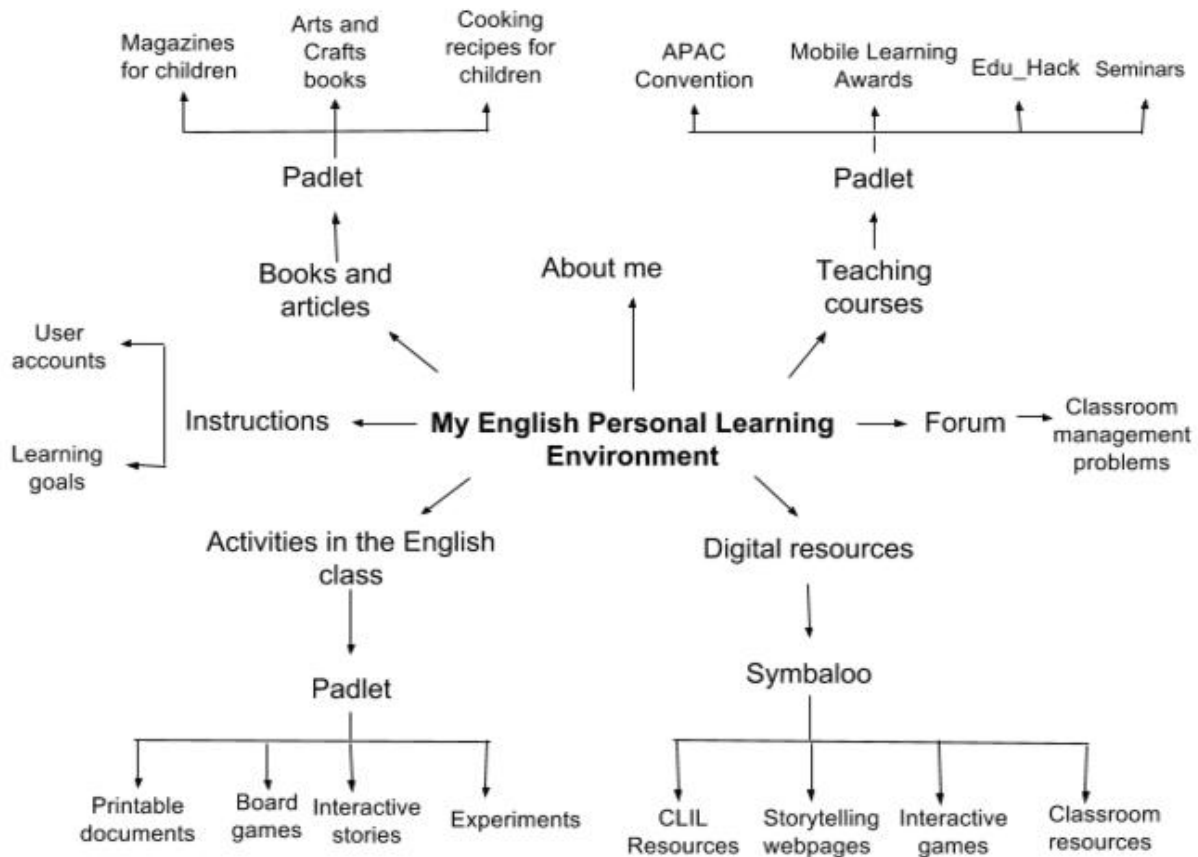 Magazines
for children
Arts and
Crafts
books
Cooking
recipes for
children
APAC
Convention
Mobile Learning
Awards
Edu_Hack
Seminars
Padlet
Padlet
Books and
articles
About me
Teaching
courses
User
accounts
Instructions
Learning
goals
My English Personal Learning
Environment
Forum
Classroom
management
problems
Activities in the English
class
Digital resources
Padlet
Symbaloo
Printable
documents
Board
games
Interactive
stories
Experiments
CLIL
Resources
Storytelling
webpages
Interactive
games
Classroom
resources